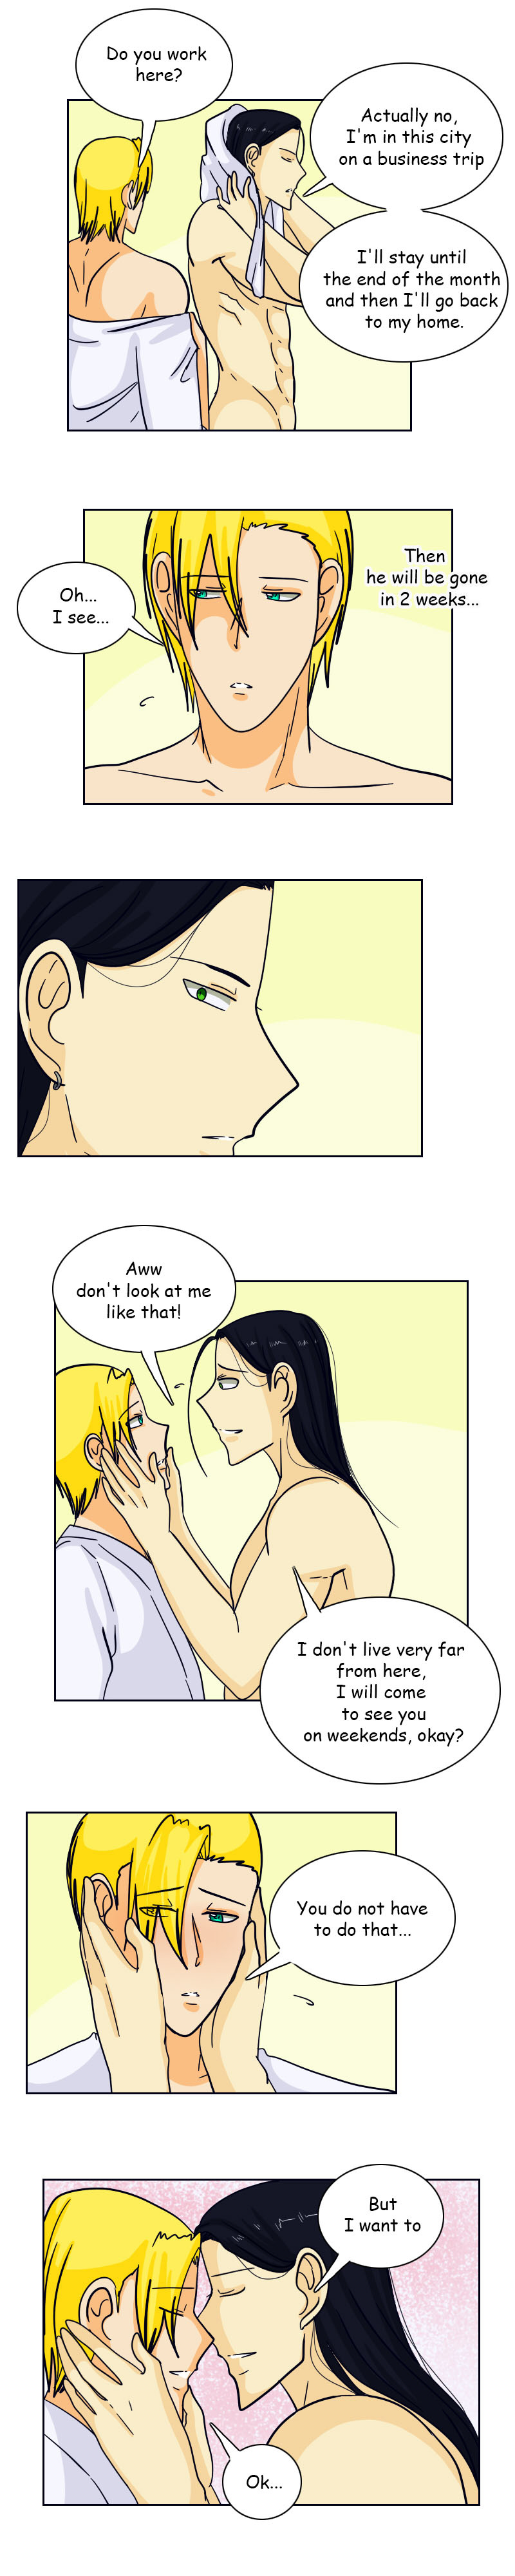 Do you work
here?
Actually no,
I'm in this city
on a business trip
I'll stay until
the end of the month
and then I'll go back
to my home.
Oh...
I see...
Then
he will be gone
in 2 weeks...
Aww
don't look at me
like that!
I don't live very far
from here,
I will come
to see you
on weekends, okay?
You do not have
to do that...
But
I want to
Ok...